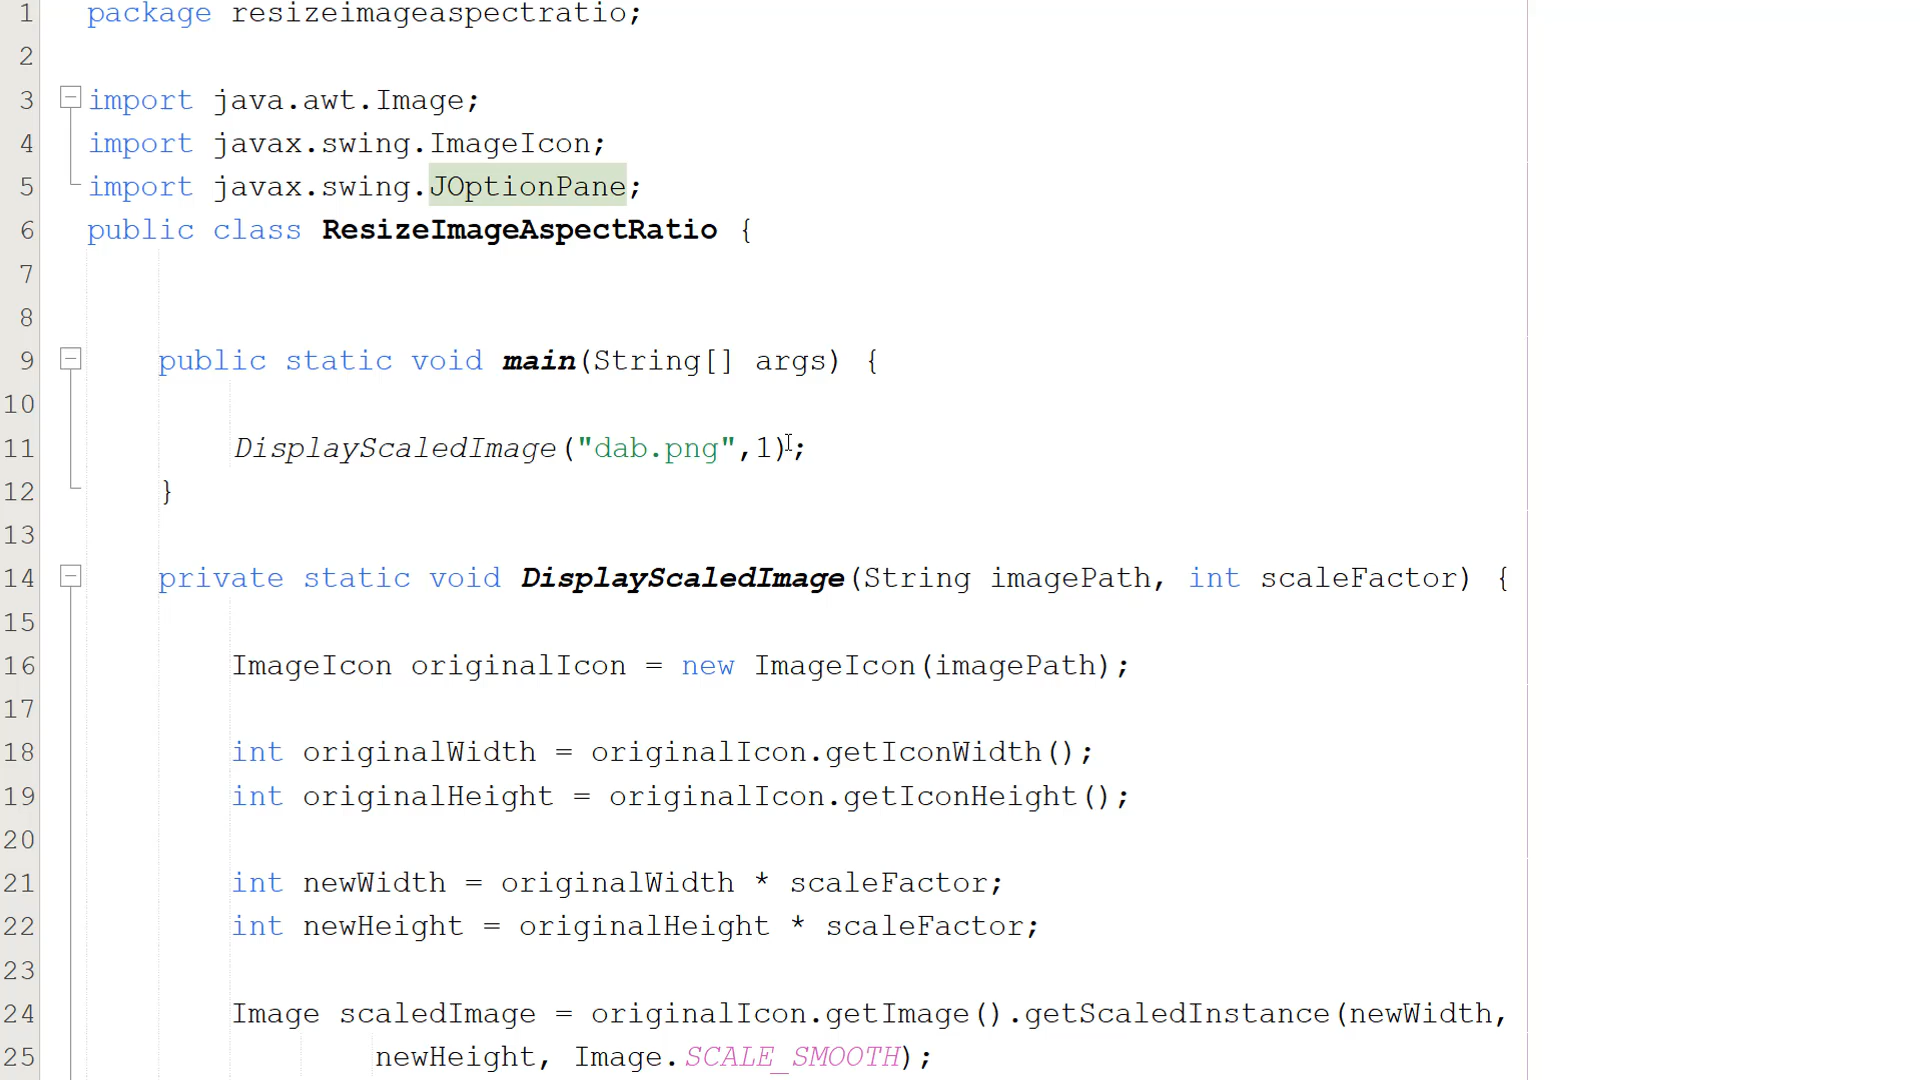 1 package resizeimageaspectratio;
2
3 import java.awt.Image;
4 import javax.swing.ImageIcon;
5 import javax.swing.JOptionPane;
6 public class ResizeImageAspectRatio {
7
8
9 public static void main(String[] args) {
10
11 DisplayScaledImage("dab.png",1);
12 }
13
14 private static void DisplayScaledImage(String imagePath, int scaleFactor) {
15
16 ImageIcon originalIcon = new ImageIcon(imagePath);
17
18 int originalWidth = originalIcon.getIconWidth();
19 int originalHeight = originalIcon.getIconHeight();
20
21 int newWidth = originalWidth * scaleFactor;
22 int newHeight = originalHeight * scaleFactor;
23
24 Image scaledImage = originalIcon.getImage().getScaledInstance(newWidth,
25 newHeight, Image.SCALE_SMOOTH);